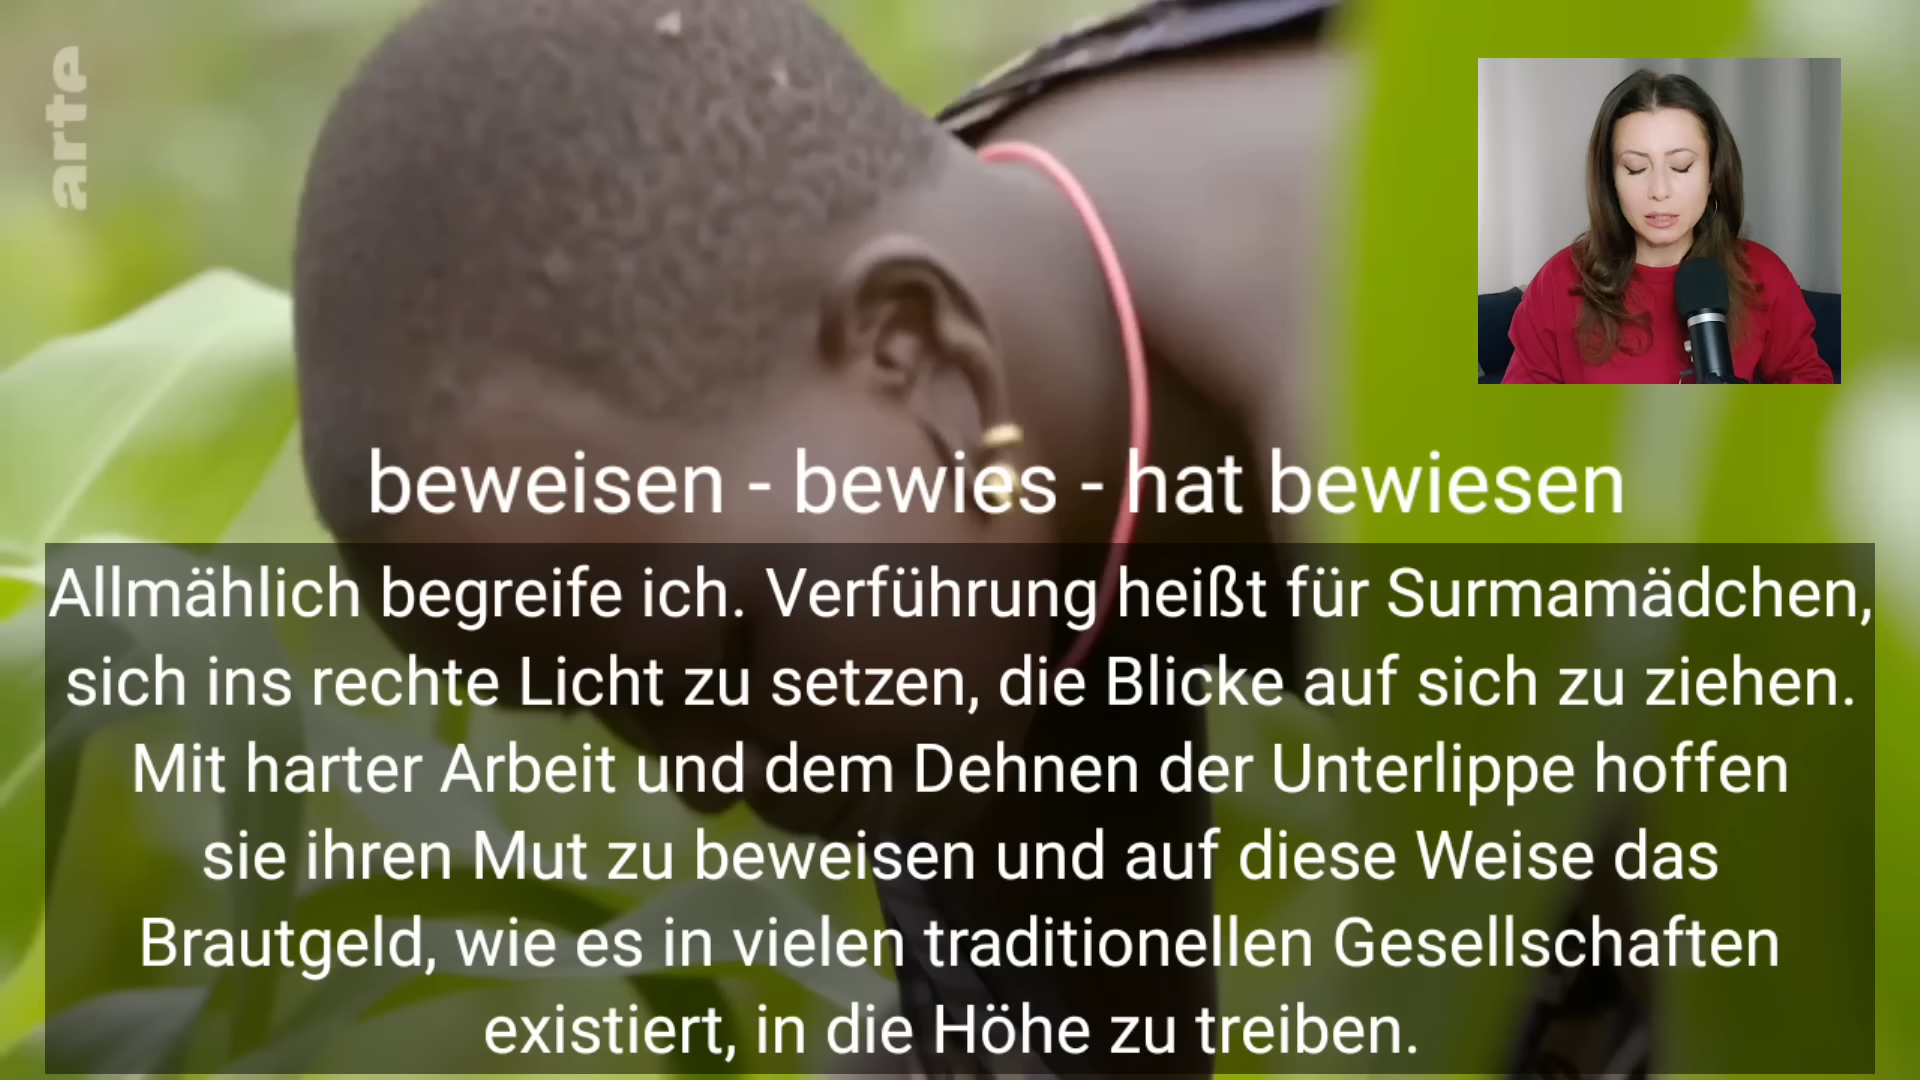 arte
beweisen - bewies - hat bewiesen
Allmählich begreife ich. Verführung heißt für Surmamädchen,
sich ins rechte Licht zu setzen, die Blicke auf sich zu ziehen.
Mit harter Arbeit und dem Dehnen der Unterlippe hoffen
sie ihren Mut zu beweisen und auf diese Weise das
Brautgeld, wie es in vielen traditionellen Gesellschaften
existiert, in die Höhe zu treiben.